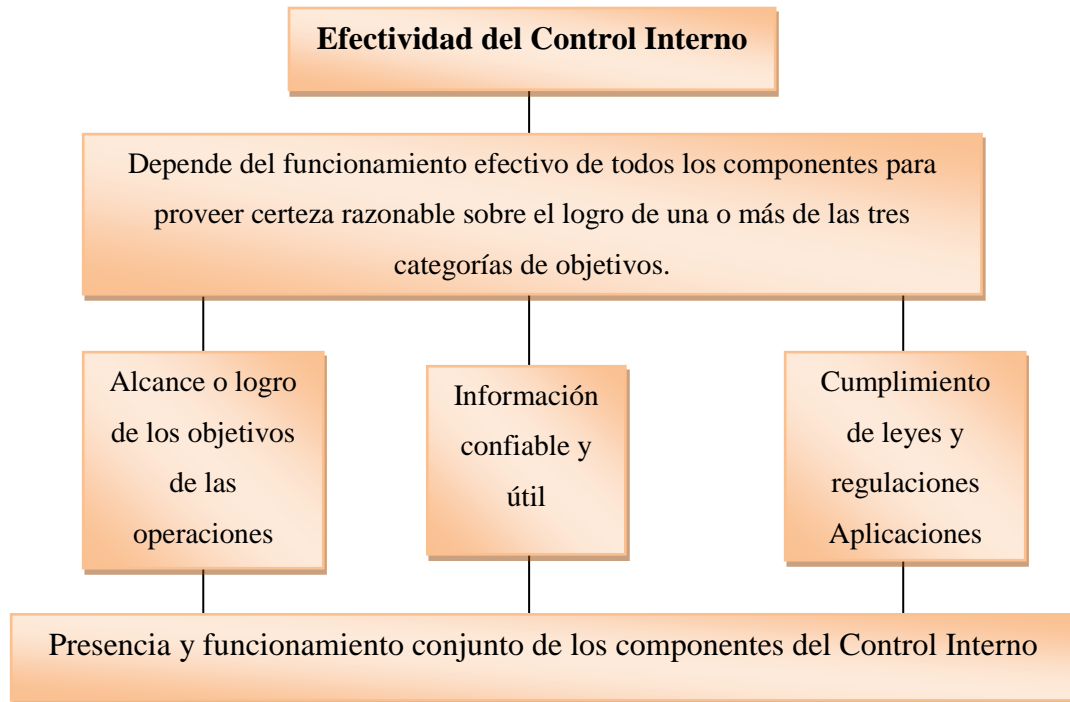 Efectividad del Control Interno
Depende del funcionamiento efectivo de todos los componentes para
proveer certeza razonable sobre el logro de una o más de las tres
categorías de objetivos.
Alcance o logro
de los objetivos
de las
operaciones
Información
confiable y
útil
Cumplimiento
de leyes y
regulaciones
Aplicaciones
Presencia y funcionamiento conjunto de los componentes del Control Interno